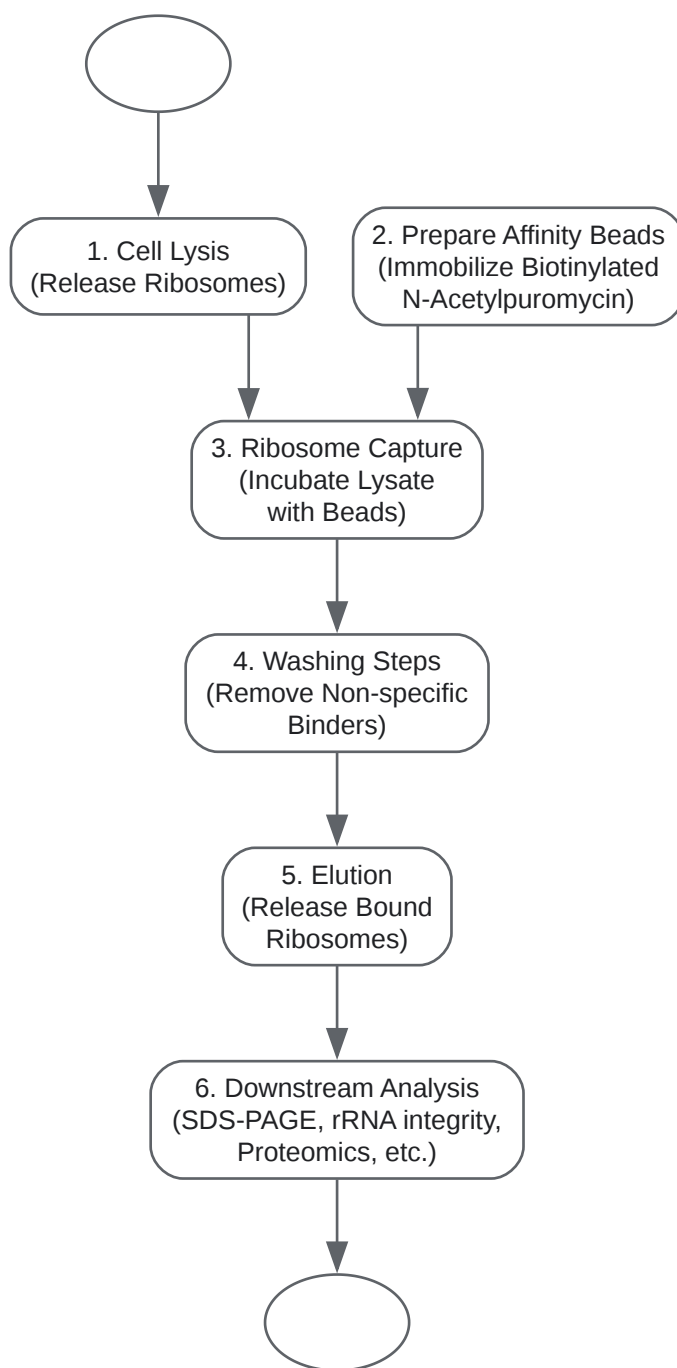 1. Cell Lysis
(Release Ribosomes)
2. Prepare Affinity Beads
(Immobilize Biotinylated
N-Acetylpuromycin)
3. Ribosome Capture
(Incubate Lysate
with Beads)
4. Washing Steps
(Remove Non-specific
Binders)
5. Elution
(Release Bound
Ribosomes)
6. Downstream Analysis
(SDS-PAGE, rRNA integrity,
Proteomics, etc.)